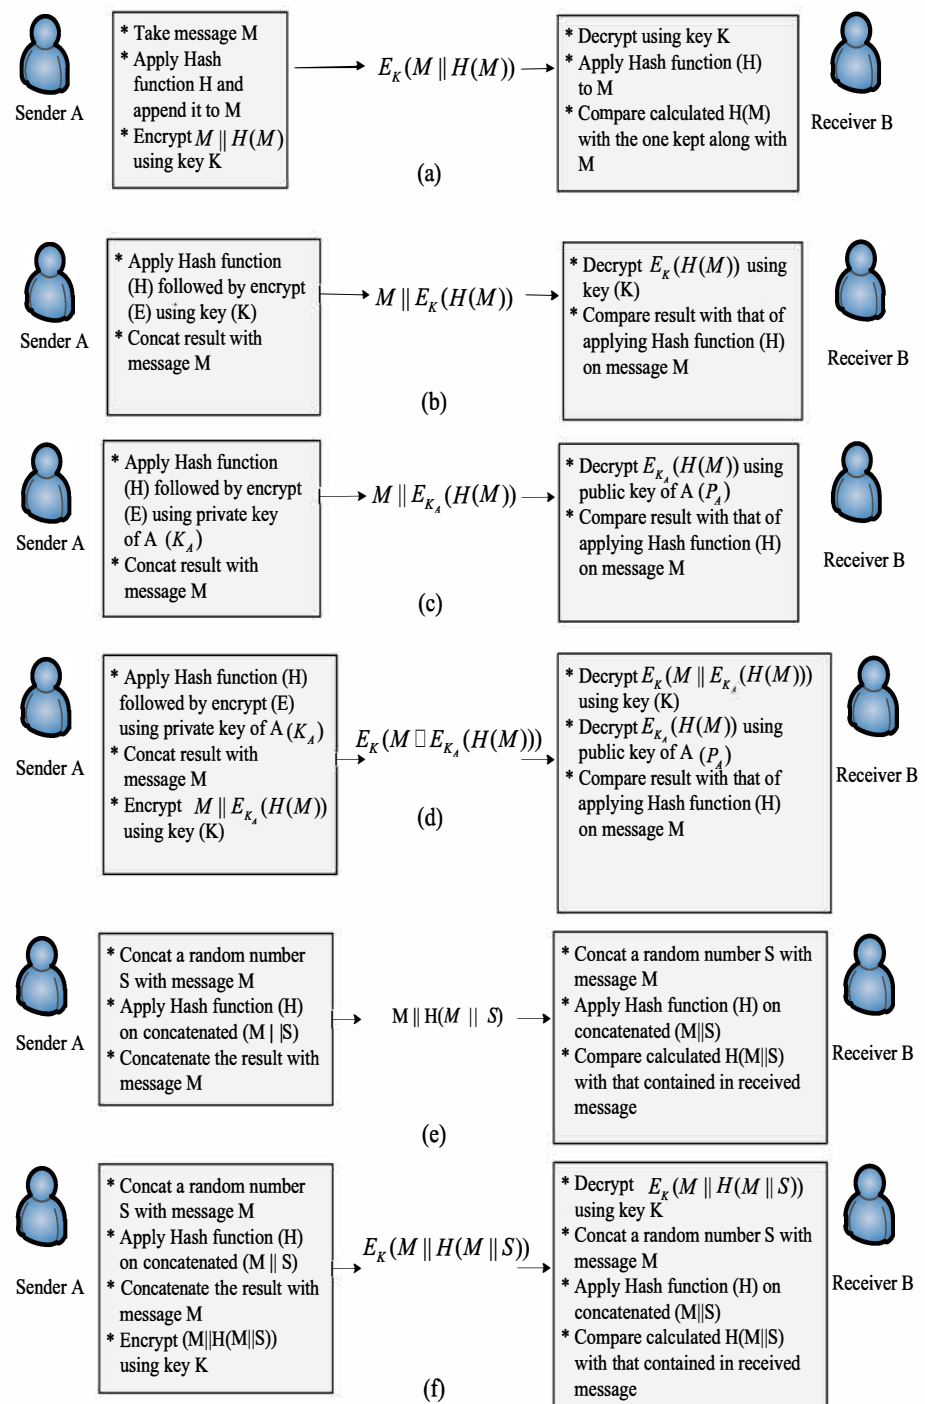 * Take message M
* Apply Hash
function H and
append it to M
* Encrypt M || H(M)
using key K
Sender A
E_K(M || H(M))
(a)
* Decrypt using key K
* Apply Hash function (H)
to M
* Compare calculated H(M)
with the one kept along with
M
Receiver B
* Apply Hash function
(H) followed by encrypt
(E) using key (K)
* Concat result with
message M
Sender A
M || E_K(H(M))
(b)
* Decrypt E_K(H(M)) using
key (K)
* Compare result with that of
applying Hash function (H)
on message M
Receiver B
* Apply Hash function
(H) followed by encrypt
(E) using private key
of A (K_A)
* Concat result with
message M
Sender A
M || E_{K_A}(H(M))
(c)
* Decrypt E_{K_A}(H(M)) using
public key of A (P_A)
* Compare result with that of
applying Hash function (H)
on message M
Receiver B
* Apply Hash function (H)
followed by encrypt (E)
using private key of A (K_A)
* Concat result with
message M
* Encrypt M || E_{K_A}(H(M))
using key (K)
Sender A
E_K(M □ E_{K_A}(H(M)))
(d)
* Decrypt E_K(M || E_{K_A}(H(M)))
using key (K)
* Decrypt E_{K_A}(H(M)) using
public key of A (P_A)
* Compare result with that of
applying Hash function (H)
on message M
Receiver B
* Concat a random number
S with message M
* Apply Hash function (H)
on concatenated (M | |S)
* Concatenate the result with
message M
Sender A
M || H(M || S)
(e)
* Concat a random number S with
message M
* Apply Hash function (H) on
concatenated (M||S)
* Compare calculated H(M||S)
with that contained in received
message
Receiver B
* Concat a random number
S with message M
* Apply Hash function (H)
on concatenated (M || S)
* Concatenate the result with
message M
* Encrypt (M||H(M||S))
using key K
Sender A
E_K(M || H(M || S))
(f)
* Decrypt E_K(M || H(M || S))
using key K
* Concat a random number S with
message M
* Apply Hash function (H) on
concatenated (M||S)
* Compare calculated H(M||S)
with that contained in received
message
Receiver B